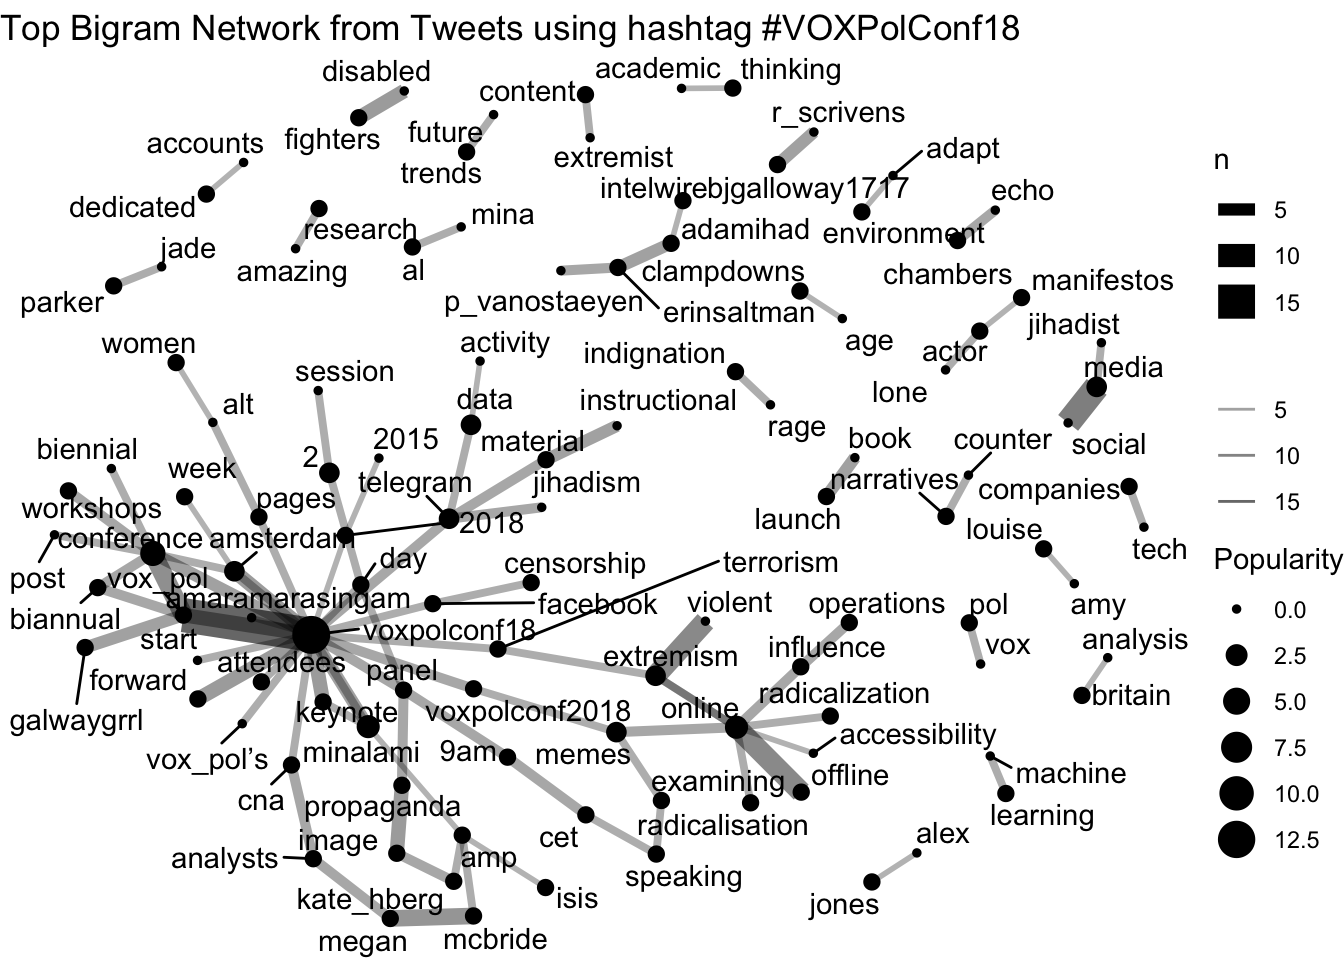 Top Bigram Network from Tweets using hashtag #VOXPolConf18
disabled
academic
thinking
content
r_scrivens
fighters
future
accounts
extremist
trends
adapt
intelwire
bjgalloway1717
echo
dedicated
mina
research
adamihad
environment
jade
al
amazing
clampdowns
chambers
manifestos
parker
p_vanostaeyen
erinsaltman
jihadist
women
activity
indignation
age
actor
media
session
lone
alt
data
instructional
rage
2015
material
book
counter
social
biennial
2
week
telegram
jihadism
narratives
companies
pages
workshops
launch
2018
louise
conference
amsterdam
tech
day
censorship
terrorism
post
vox_pol
amaramarasingam
facebook
violent
operations
pol
amy
biannual
voxpolconf18
start
analysis
attendees
extremism
influence
vox
panel
forward
radicalization
britain
galwaygrrl
keynote
voxpolconf2018
online
accessibility
vox_pol's
minalami
9am
memes
offline
machine
cna
propaganda
examining
learning
image
cet
radicalisation
alex
analysts
amp
speaking
kate_hberg
isis
jones
megan
mcbride
n
5
10
15
5
10
15
Popularity
0.0
2.5
5.0
7.5
10.0
12.5